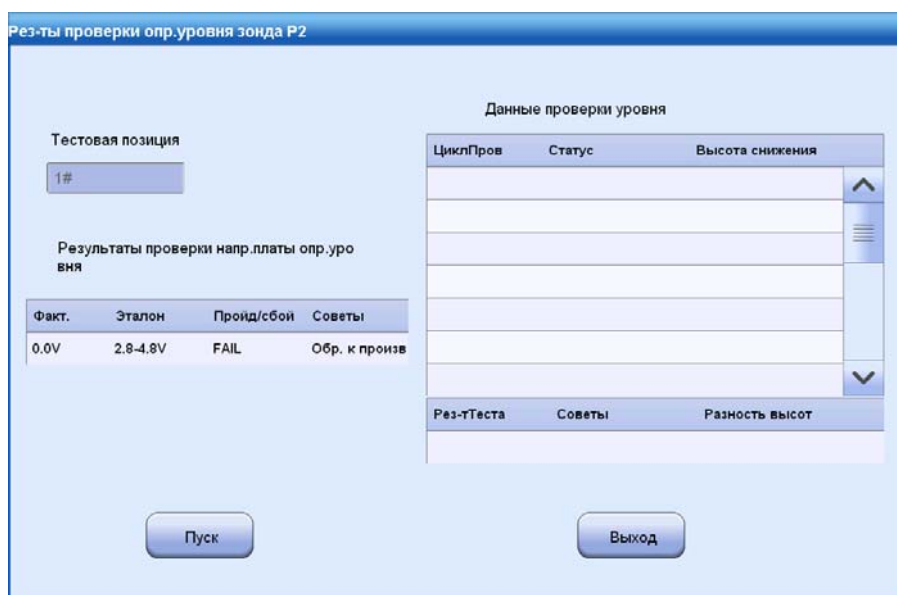 Рез-ты проверки опр.уровня зонда P2
Тестовая позиция
1#
Результаты проверки напр.платы опр.уро
вня
Факт. Эталон Пройд/сбой Советы
0.0V 2.8-4.8V FAIL Обр. к произв
Данные проверки уровня
ЦиклПров Статус Высота снижения
Рез-тТеста Советы Разность высот
Пуск
Выход